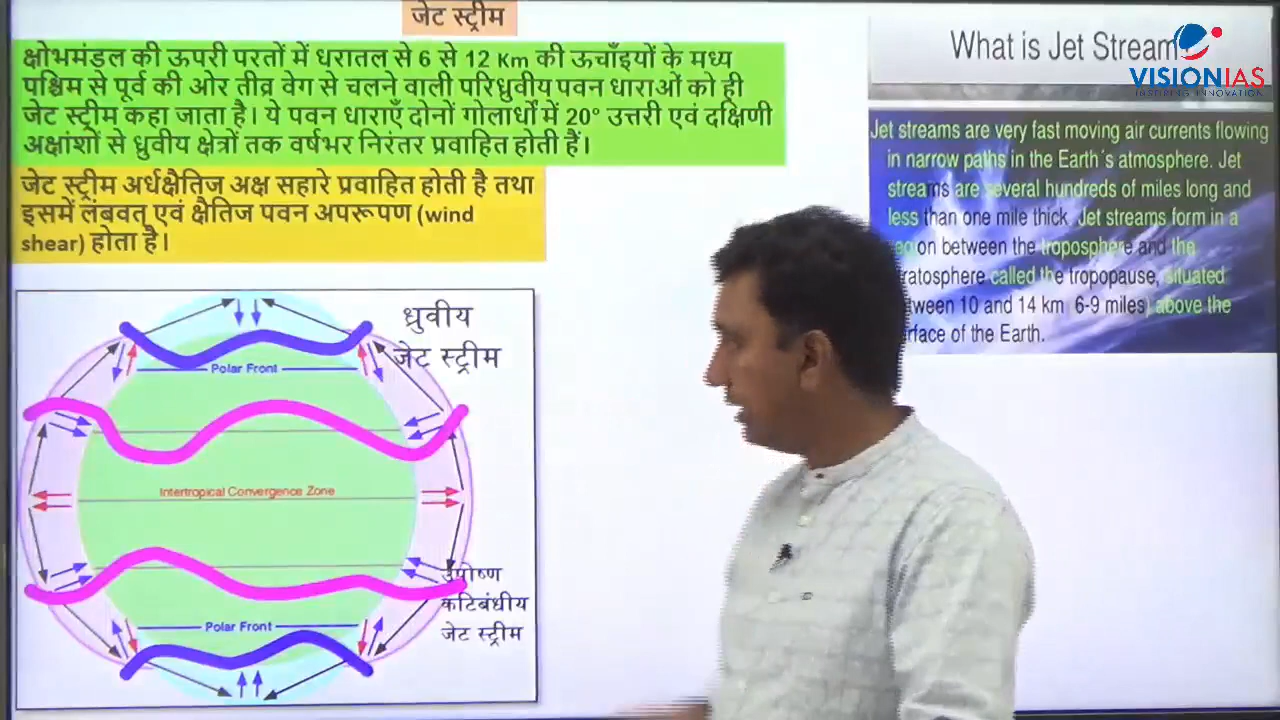 जेट स्ट्रीम
क्षोभमंडल की ऊपरी परतों में धरातल से 6 से 12 Km की ऊचाँइयों के मध्य
पश्चिम से पूर्व की ओर तीव्र वेग से चलने वाली परिध्रुवीय पवन धाराओं को ही
जेट स्ट्रीम कहा जाता है। ये पवन धाराएँ दोनों गोलार्धों में 20° उत्तरी एवं दक्षिणी
अक्षांशों से ध्रुवीय क्षेत्रों तक वर्षभर निरंतर प्रवाहित होती हैं।
जेट स्ट्रीम अर्धक्षैतिज अक्ष सहारे प्रवाहित होती है तथा
इसमें लंबवत् एवं क्षैतिज पवन अपरूपण (wind
shear) होता है।
ध्रुवीय
जेट स्ट्रीम
Polar Front
Intertropical Convergence Zone
उपोष्ण
कटिबंधीय
जेट स्ट्रीम
Polar Front
What is Jet Stream
VISIONIAS
INSPIRING INNOVATION
Jet streams are very fast moving air currents flowing
in narrow paths in the Earth´s atmosphere. Jet
streams are several hundreds of miles long and
less than one mile thick. Jet streams form in a
between the troposphere and the
called the tropopause, situated
10 and 14 km 6-9 miles) above the
of the Earth.